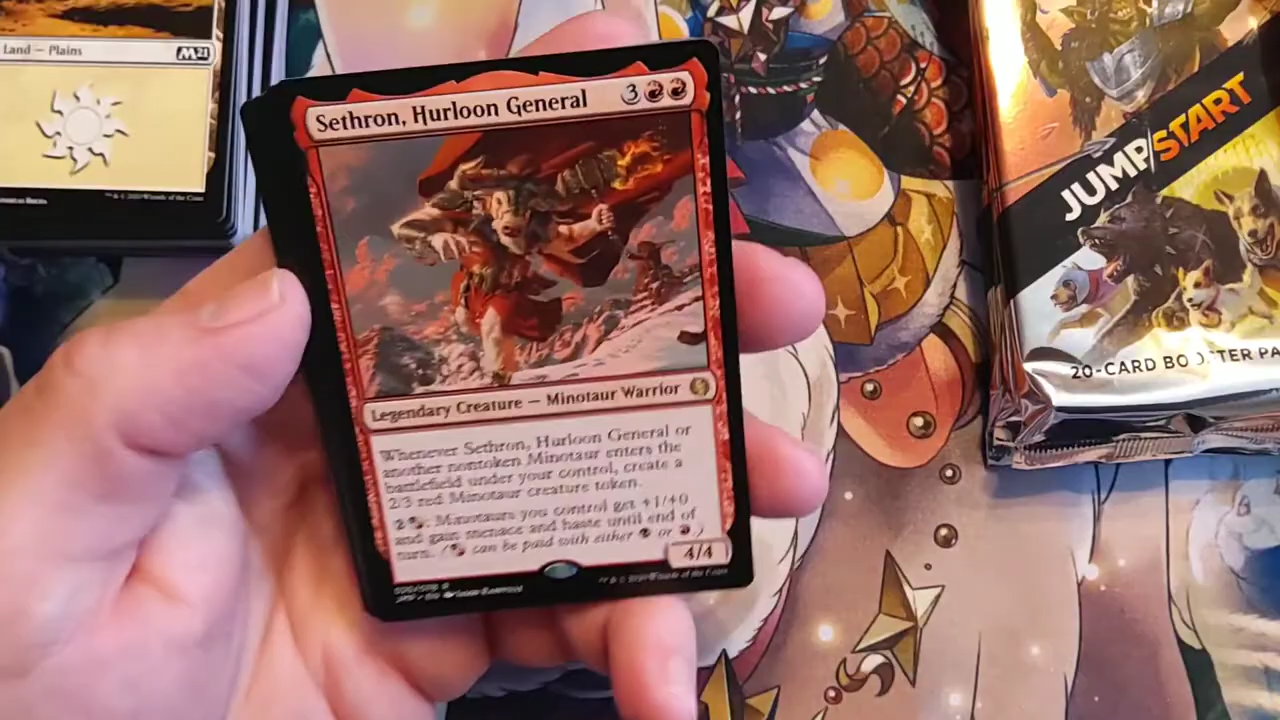 Land — Plains
M21
Sethron, Hurloon General
3
Legendary Creature — Minotaur Warrior
Whenever Sethron, Hurloon General or
another nontoken Minotaur enters the
battlefield under your control, create a
2/3 red Minotaur creature token.
2 : Minotaurs you control get +1/+0
and gain menace and haste until end of
turn. ( can be paid with either or .)
4/4
JUMP/START
20-CARD BOOSTER PA